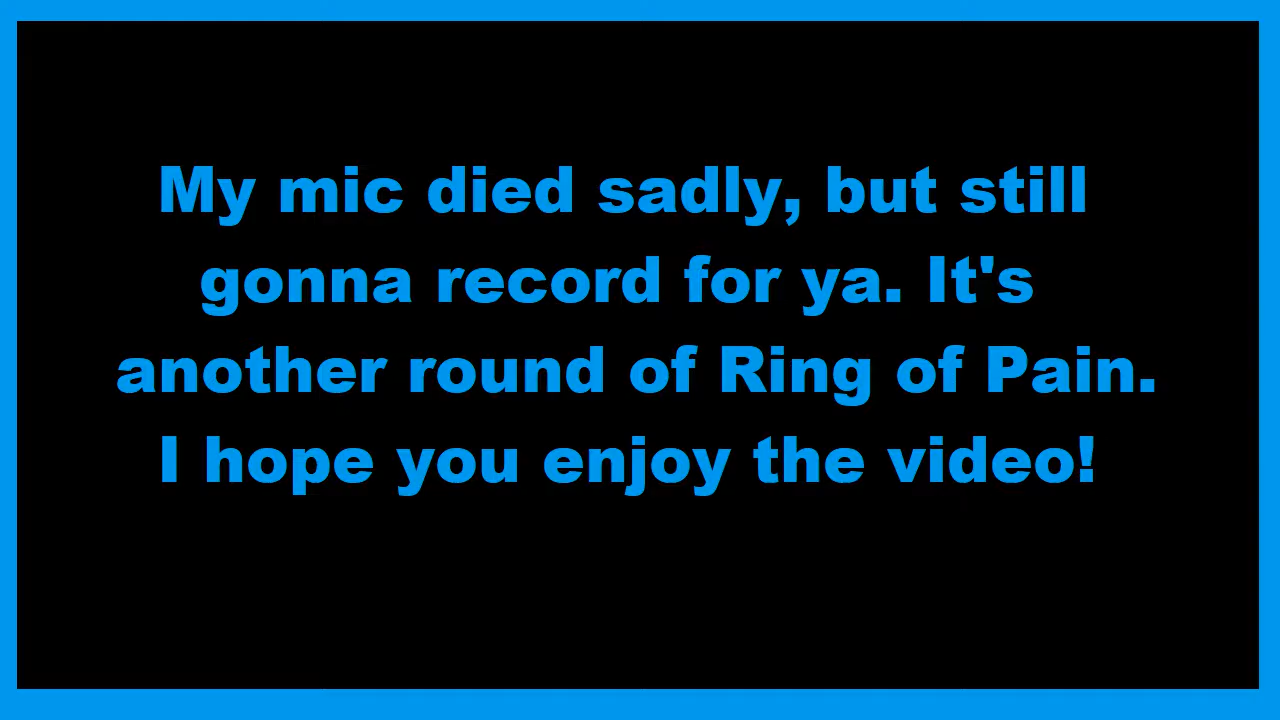 My mic died sadly, but still
gonna record for ya. It's
another round of Ring of Pain.
I hope you enjoy the video!